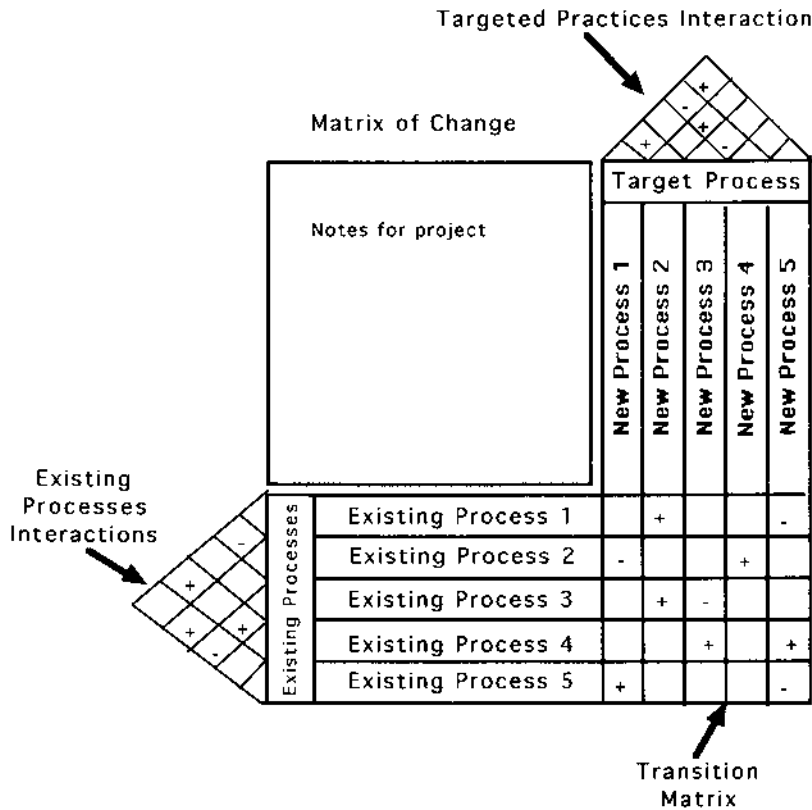 Targeted Practices Interaction
+
-
+
+
-
Matrix of Change
Target Process
Notes for project
New Process 1
New Process 2
New Process 3
New Process 4
New Process 5
Existing
Processes
Interactions
-
+
+
+
-
Existing Processes
Existing Process 1
+
-
Existing Process 2
-
+
Existing Process 3
+
-
Existing Process 4
+
+
Existing Process 5
+
-
Transition
Matrix